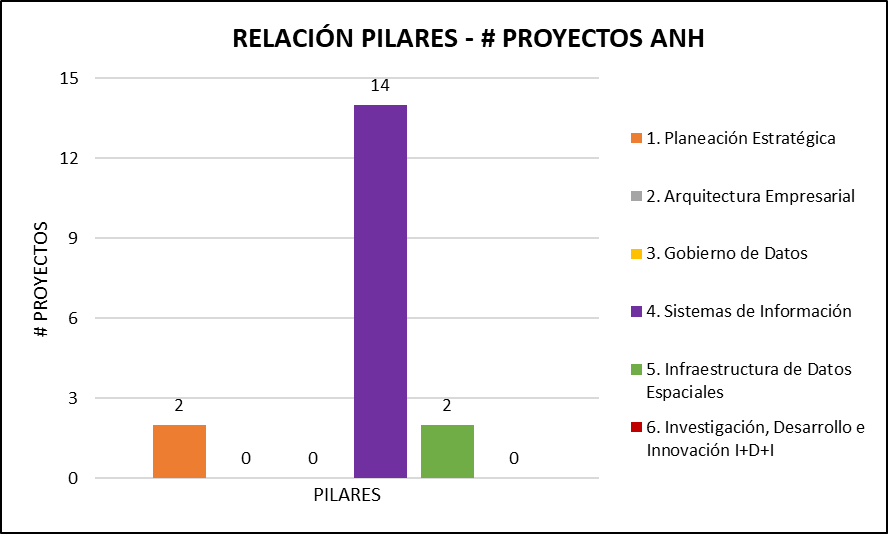 RELACIÓN PILARES - # PROYECTOS ANH
15
12
9
6
3
0
# PROYECTOS
2
0
0
14
2
0
PILARES
1. Planeación Estratégica
2. Arquitectura Empresarial
3. Gobierno de Datos
4. Sistemas de Información
5. Infraestructura de Datos
Espaciales
6. Investigación, Desarrollo e
Innovación I+D+I